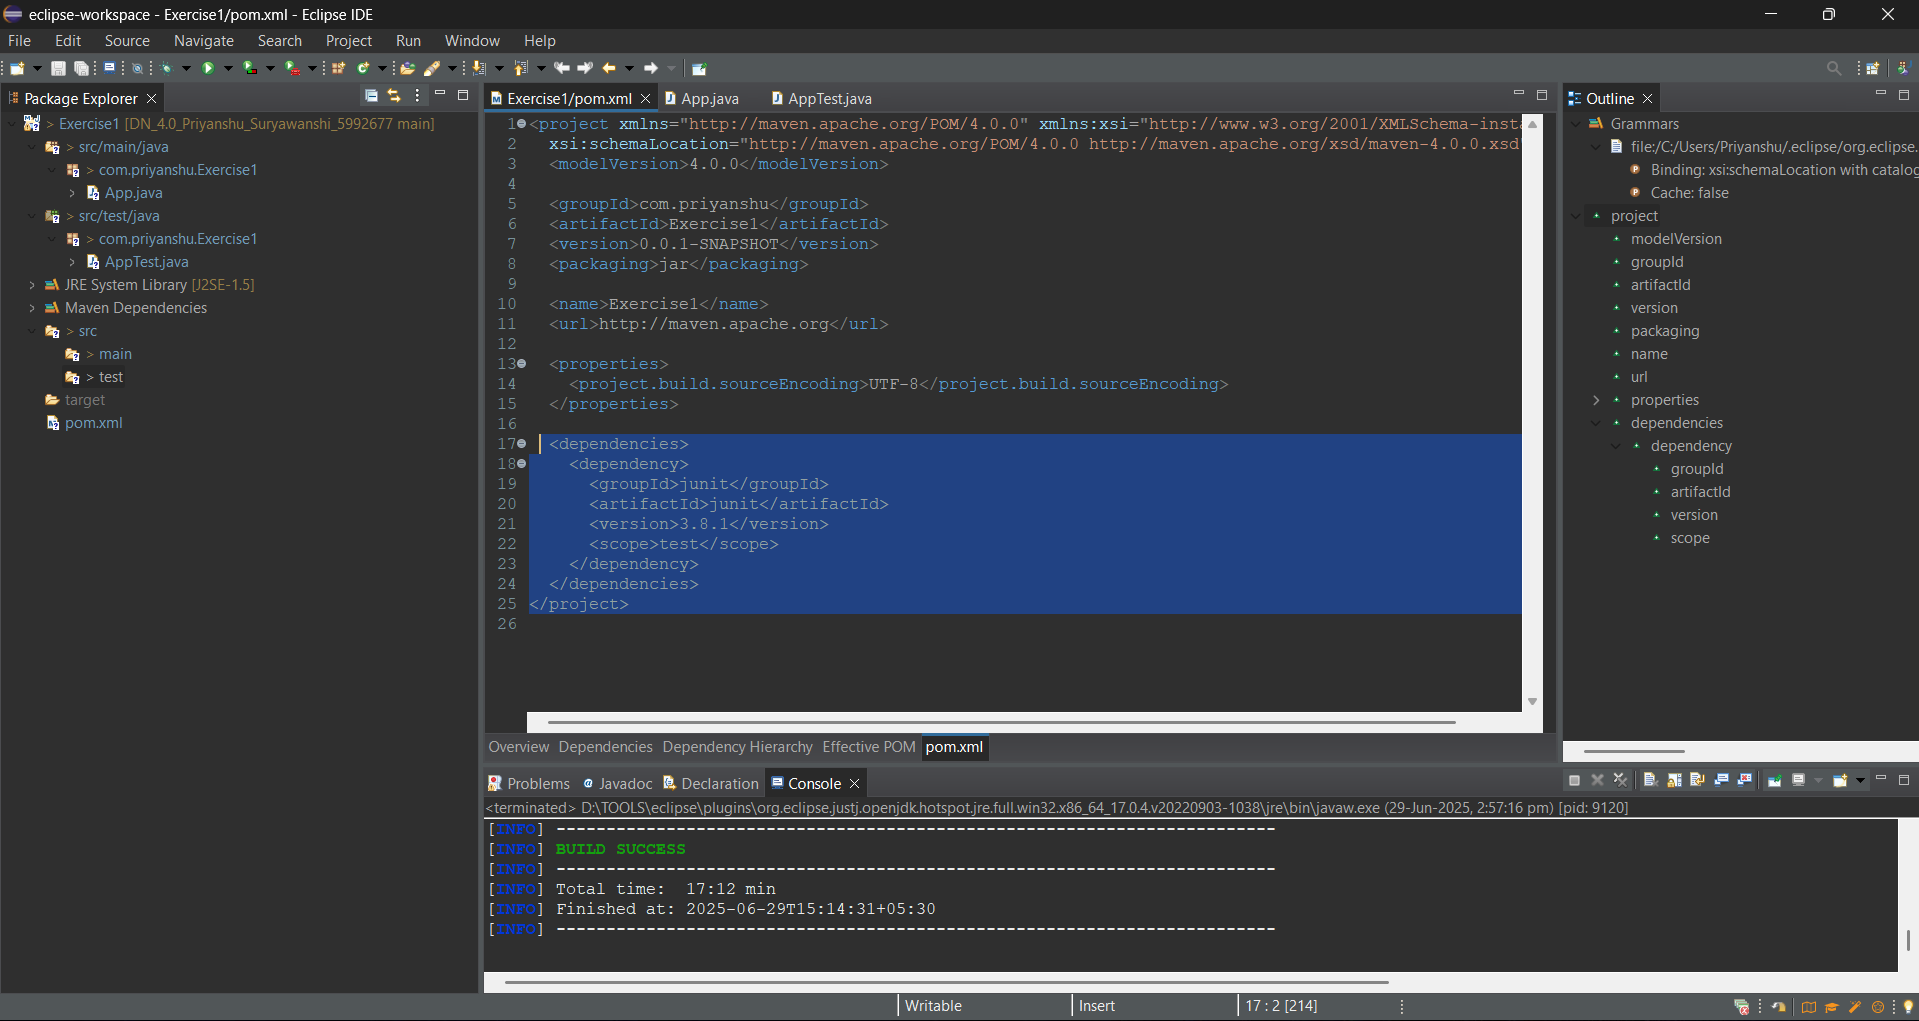 eclipse-workspace - Exercise1/pom.xml - Eclipse IDE
File Edit Source Navigate Search Project Run Window Help
Package Explorer
> Exercise1 [DN_4.0_Priyanshu_Suryawanshi_5992677 main]
> src/main/java
> com.priyanshu.Exercise1
App.java
> src/test/java
> com.priyanshu.Exercise1
AppTest.java
JRE System Library [J2SE-1.5]
Maven Dependencies
> src
> main
> test
target
pom.xml
Exercise1/pom.xml App.java AppTest.java
1 <project xmlns="http://maven.apache.org/POM/4.0.0" xmlns:xsi="http://www.w3.org/2001/XMLSchema-insta
2 xsi:schemaLocation="http://maven.apache.org/POM/4.0.0 http://maven.apache.org/xsd/maven-4.0.0.xsd"
3 <modelVersion>4.0.0</modelVersion>
4
5 <groupId>com.priyanshu</groupId>
6 <artifactId>Exercise1</artifactId>
7 <version>0.0.1-SNAPSHOT</version>
8 <packaging>jar</packaging>
9
10 <name>Exercise1</name>
11 <url>http://maven.apache.org</url>
12
13 <properties>
14 <project.build.sourceEncoding>UTF-8</project.build.sourceEncoding>
15 </properties>
16
17 <dependencies>
18 <dependency>
19 <groupId>junit</groupId>
20 <artifactId>junit</artifactId>
21 <version>3.8.1</version>
22 <scope>test</scope>
23 </dependency>
24 </dependencies>
25 </project>
26
Overview Dependencies Dependency Hierarchy Effective POM pom.xml
Outline
Grammars
file:/C:/Users/Priyanshu/.eclipse/org.eclipse.
Binding: xsi:schemaLocation with catalog
Cache: false
project
modelVersion
groupId
artifactId
version
packaging
name
url
properties
dependencies
dependency
groupId
artifactId
version
scope
Problems Javadoc Declaration Console
<terminated> D:\TOOLS\eclipse\plugins\org.eclipse.justj.openjdk.hotspot.jre.full.win32.x86_64_17.0.4.v20220903-1038\jre\bin\javaw.exe (29-Jun-2025, 2:57:16 pm) [pid: 9120]
[INFO] ------------------------------------------------------------------------
[INFO] BUILD SUCCESS
[INFO] ------------------------------------------------------------------------
[INFO] Total time:  17:12 min
[INFO] Finished at: 2025-06-29T15:14:31+05:30
[INFO] ------------------------------------------------------------------------
Writable Insert 17 : 2 [214]